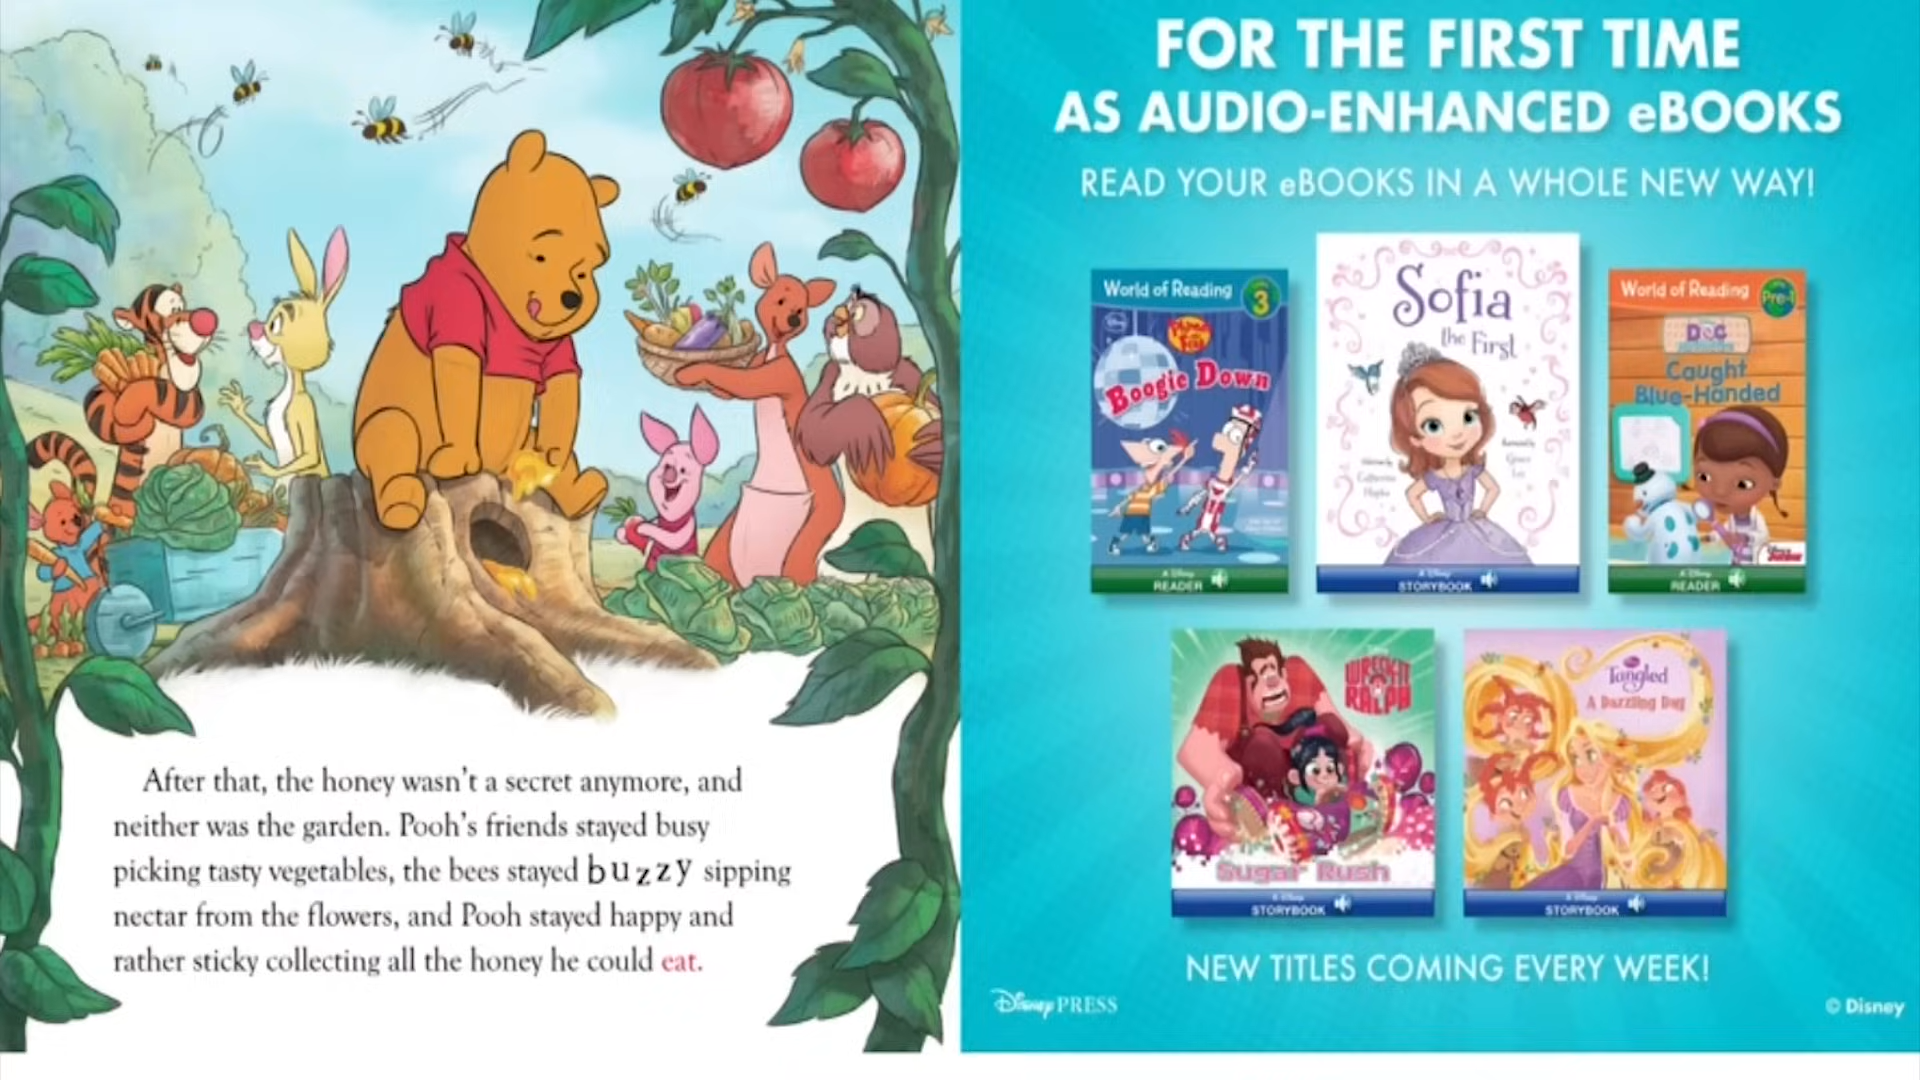 After that, the honey wasn't a secret anymore, and
neither was the garden. Pooh's friends stayed busy
picking tasty vegetables, the bees stayed buzzy sipping
nectar from the flowers, and Pooh stayed happy and
rather sticky collecting all the honey he could eat.
FOR THE FIRST TIME
AS AUDIO-ENHANCED eBOOKS
READ YOUR eBOOKS IN A WHOLE NEW WAY!
World of Reading
3
Boogie Down
READER
Sofia
the First
A Disney
STORYBOOK
World of Reading
Pre-1
Doc
Caught
Blue-Handed
READER
WRECK-IT
RALPH
Sugar Rush
STORYBOOK
Tangled
A Dazzling Day
STORYBOOK
NEW TITLES COMING EVERY WEEK!
Disney PRESS
© Disney